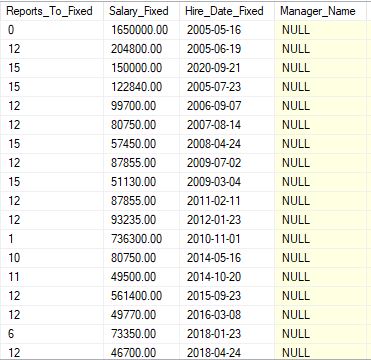 Reports_To_Fixed Salary_Fixed Hire_Date_Fixed Manager_Name
0 1650000.00 2005-05-16 NULL
12 204800.00 2005-06-19 NULL
15 150000.00 2020-09-21 NULL
15 122840.00 2005-07-23 NULL
12 99700.00 2006-09-07 NULL
12 80750.00 2007-08-14 NULL
15 57450.00 2008-04-24 NULL
12 87855.00 2009-07-02 NULL
15 51130.00 2009-03-04 NULL
12 87855.00 2011-02-11 NULL
12 93235.00 2012-01-23 NULL
1 736300.00 2010-11-01 NULL
10 80750.00 2014-05-16 NULL
11 49500.00 2014-10-20 NULL
12 561400.00 2015-09-23 NULL
12 49770.00 2016-03-08 NULL
6 73350.00 2018-01-23 NULL
12 46700.00 2018-04-24 NULL